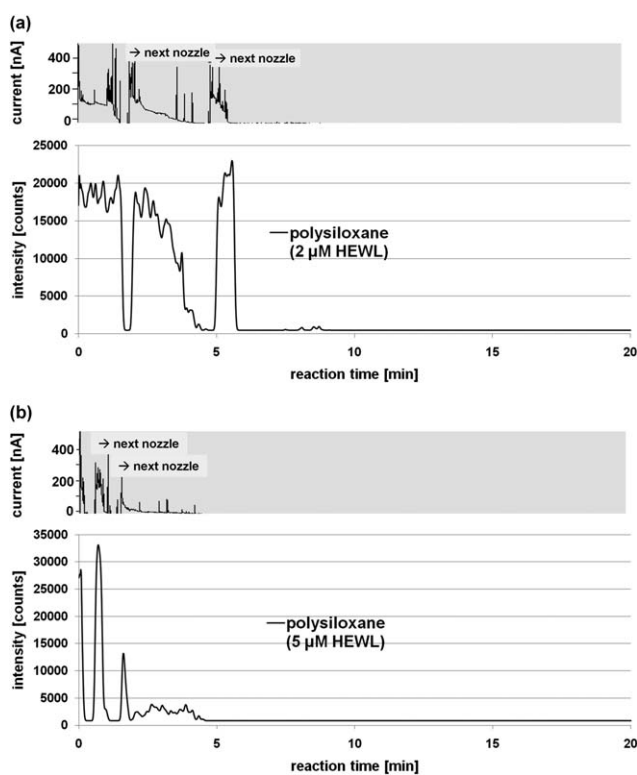 (a)
current [nA]
400
200
0
→ next nozzle
→ next nozzle
intensity [counts]
25000
20000
15000
10000
5000
0
polysiloxane
(2 µM HEWL)
0
5
10
15
20
reaction time [min]
(b)
current [nA]
400
200
0
→ next nozzle
→ next nozzle
intensity [counts]
35000
30000
25000
20000
15000
10000
5000
0
polysiloxane
(5 µM HEWL)
0
5
10
15
20
reaction time [min]